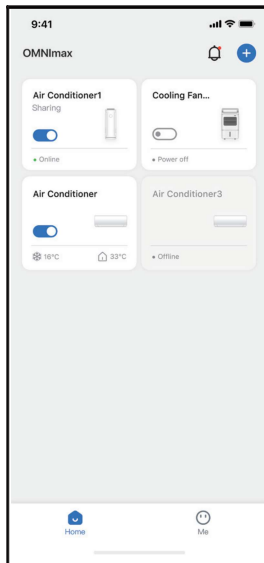 9:41
OMNImax
Air Conditioner1
Sharing
• Online
Cooling Fan...
• Power off
Air Conditioner
16°C
33°C
Air Conditioner3
• Offline
Home
Me